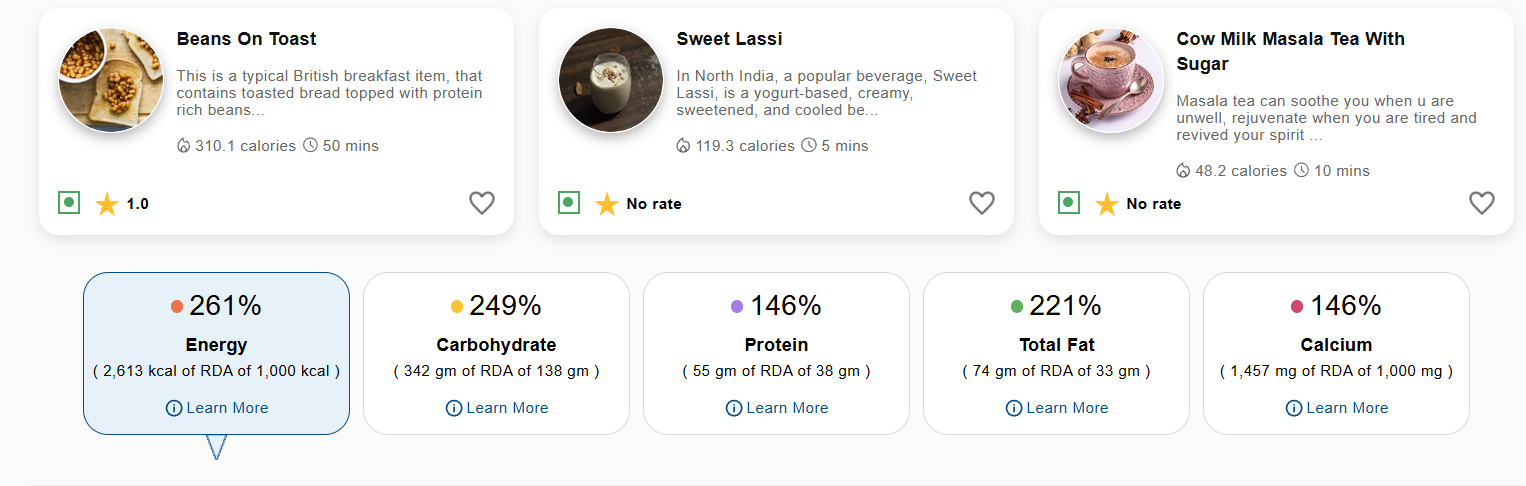 Beans On Toast
This is a typical British breakfast item, that
contains toasted bread topped with protein
rich beans...
310.1 calories 50 mins
1.0
Sweet Lassi
In North India, a popular beverage, Sweet
Lassi, is a yogurt-based, creamy,
sweetened, and cooled be...
119.3 calories 5 mins
No rate
Cow Milk Masala Tea With
Sugar
Masala tea can soothe you when u are
unwell, rejuvenate when you are tired and
revived your spirit ...
48.2 calories 10 mins
No rate
261%
Energy
( 2,613 kcal of RDA of 1,000 kcal )
Learn More
249%
Carbohydrate
( 342 gm of RDA of 138 gm )
Learn More
146%
Protein
( 55 gm of RDA of 38 gm )
Learn More
221%
Total Fat
( 74 gm of RDA of 33 gm )
Learn More
146%
Calcium
( 1,457 mg of RDA of 1,000 mg )
Learn More